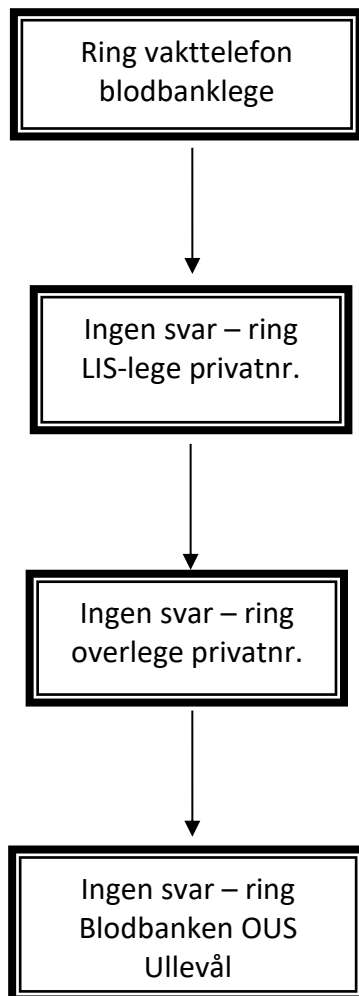 Ring vakttelefon
blodbanklege
Ingen svar – ring
LIS-lege privatnr.
Ingen svar – ring
overlege privatnr.
Ingen svar – ring
Blodbanken OUS
Ullevål